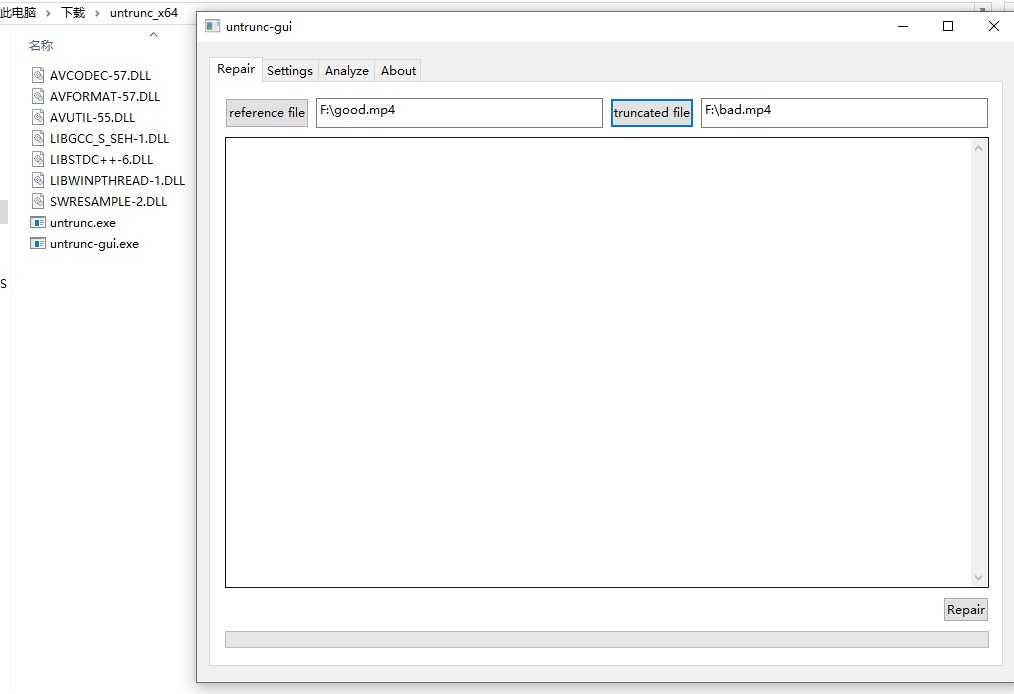 此电脑 > 下载 > untrunc_x64
名称
AVCODEC-57.DLL
AVFORMAT-57.DLL
AVUTIL-55.DLL
LIBGCC_S_SEH-1.DLL
LIBSTDC++-6.DLL
LIBWINPTHREAD-1.DLL
SWRESAMPLE-2.DLL
untrunc.exe
untrunc-gui.exe
S
untrunc-gui
Repair Settings Analyze About
reference file F:\good.mp4 truncated file F:\bad.mp4
Repair